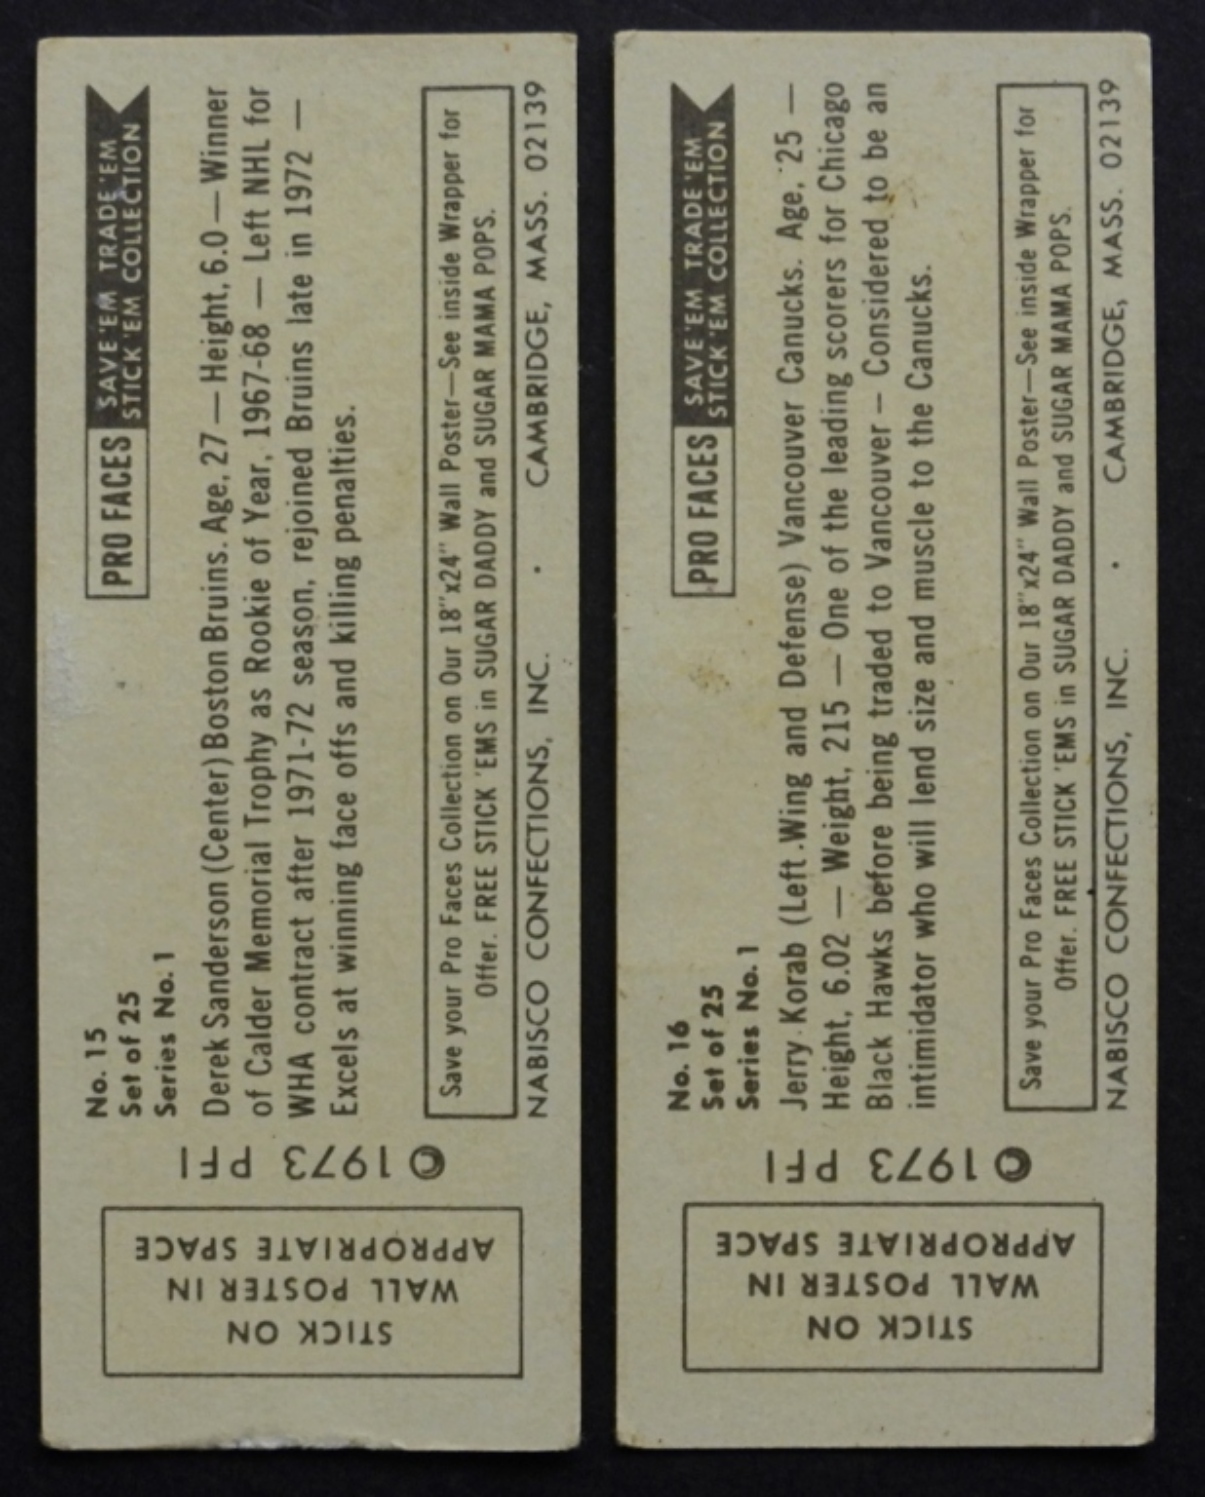 No. 15
Set of 25
Series No. 1
PRO FACES
SAVE 'EM TRADE 'EM
STICK 'EM COLLECTION
Derek Sanderson (Center) Boston Bruins. Age, 27 — Height, 6.0 — Winner
of Calder Memorial Trophy as Rookie of Year, 1967-68 — Left NHL for
WHA contract after 1971-72 season, rejoined Bruins late in 1972 —
Excels at winning face offs and killing penalties.
Save your Pro Faces Collection on Our 18"x24" Wall Poster—See inside Wrapper for
Offer. FREE STICK 'EMS in SUGAR DADDY and SUGAR MAMA POPS.
NABISCO CONFECTIONS, INC. · CAMBRIDGE, MASS. 02139
© 1973 PFI
STICK ON
WALL POSTER IN
APPROPRIATE SPACE
No. 16
Set of 25
Series No. 1
PRO FACES
SAVE 'EM TRADE 'EM
STICK 'EM COLLECTION
Jerry Korab (Left Wing and Defense) Vancouver Canucks. Age, 25 —
Height, 6.02 — Weight, 215 — One of the leading scorers for Chicago
Black Hawks before being traded to Vancouver — Considered to be an
intimidator who will lend size and muscle to the Canucks.
Save your Pro Faces Collection on Our 18"x24" Wall Poster—See inside Wrapper for
Offer. FREE STICK 'EMS in SUGAR DADDY and SUGAR MAMA POPS.
NABISCO CONFECTIONS, INC. · CAMBRIDGE, MASS. 02139
© 1973 PFI
STICK ON
WALL POSTER IN
APPROPRIATE SPACE